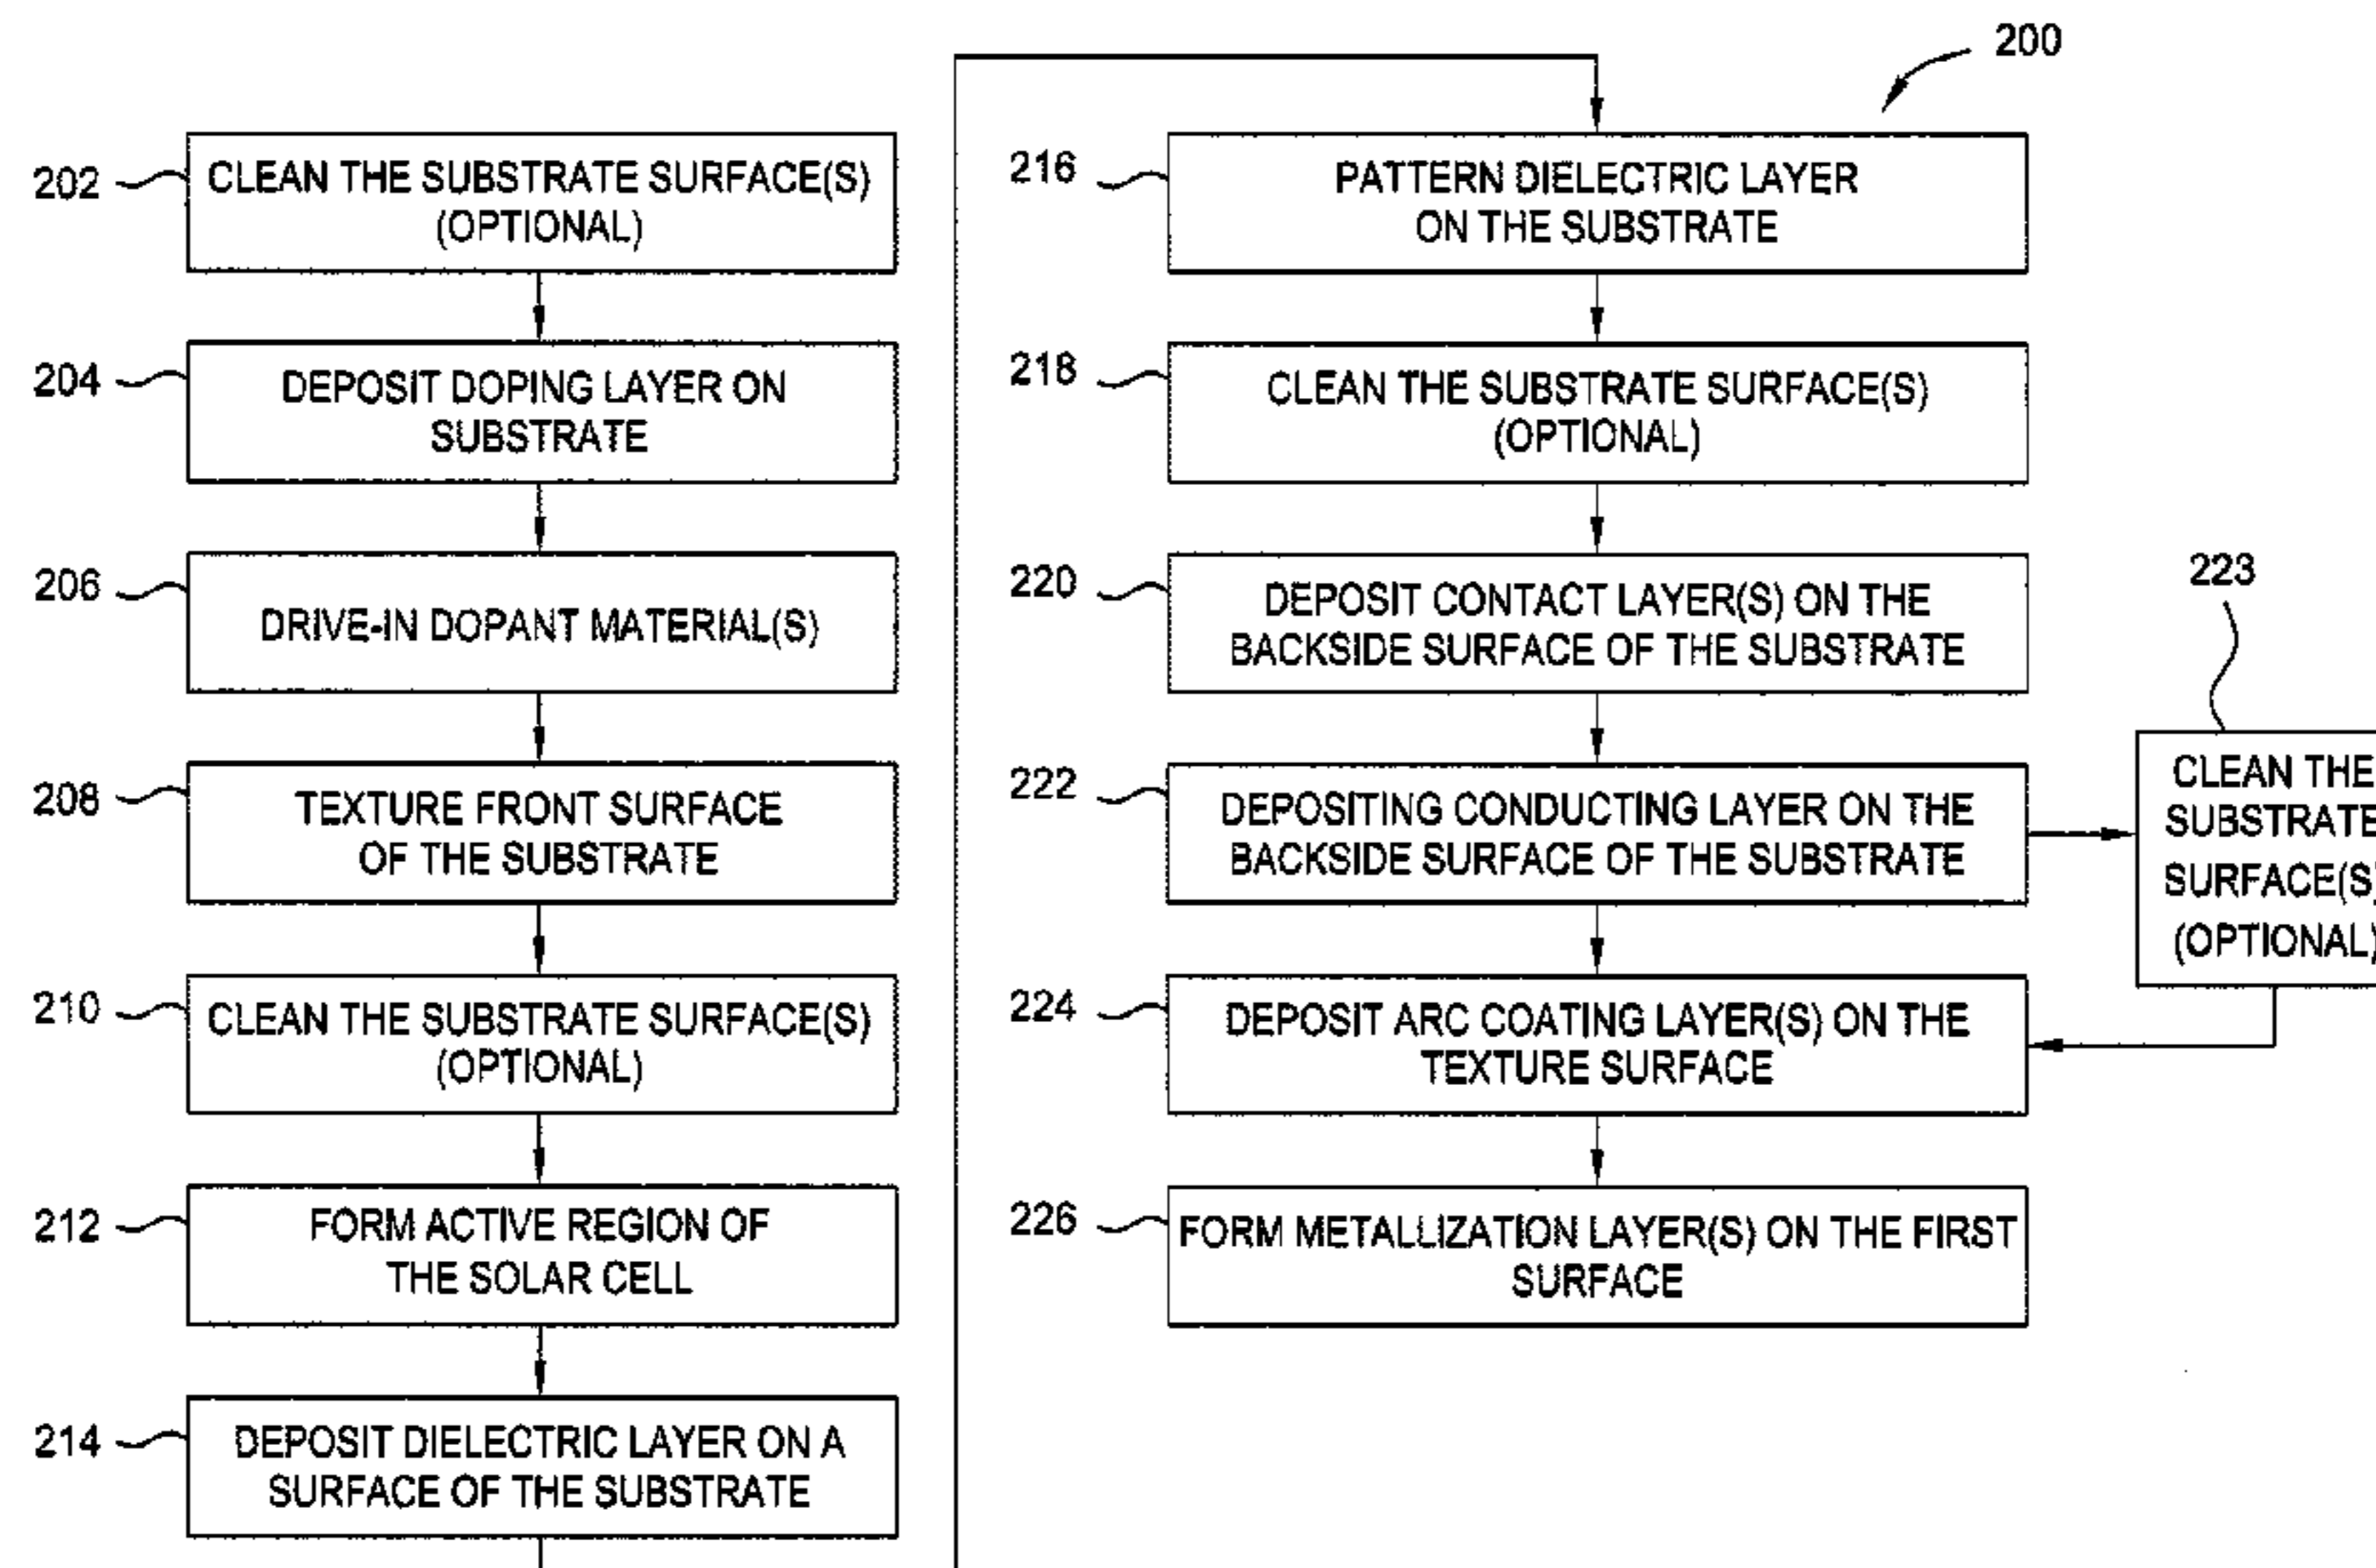 200
202
CLEAN THE SUBSTRATE SURFACE(S)
(OPTIONAL)
204
DEPOSIT DOPING LAYER ON
SUBSTRATE
206
DRIVE-IN DOPANT MATERIAL(S)
208
TEXTURE FRONT SURFACE
OF THE SUBSTRATE
210
CLEAN THE SUBSTRATE SURFACE(S)
(OPTIONAL)
212
FORM ACTIVE REGION OF
THE SOLAR CELL
214
DEPOSIT DIELECTRIC LAYER ON A
SURFACE OF THE SUBSTRATE
216
PATTERN DIELECTRIC LAYER
ON THE SUBSTRATE
218
CLEAN THE SUBSTRATE SURFACE(S)
(OPTIONAL)
220
DEPOSIT CONTACT LAYER(S) ON THE
BACKSIDE SURFACE OF THE SUBSTRATE
222
DEPOSITING CONDUCTING LAYER ON THE
BACKSIDE SURFACE OF THE SUBSTRATE
223
CLEAN THE
SUBSTRATE
SURFACE(S)
(OPTIONAL)
224
DEPOSIT ARC COATING LAYER(S) ON THE
TEXTURE SURFACE
226
FORM METALLIZATION LAYER(S) ON THE FIRST
SURFACE